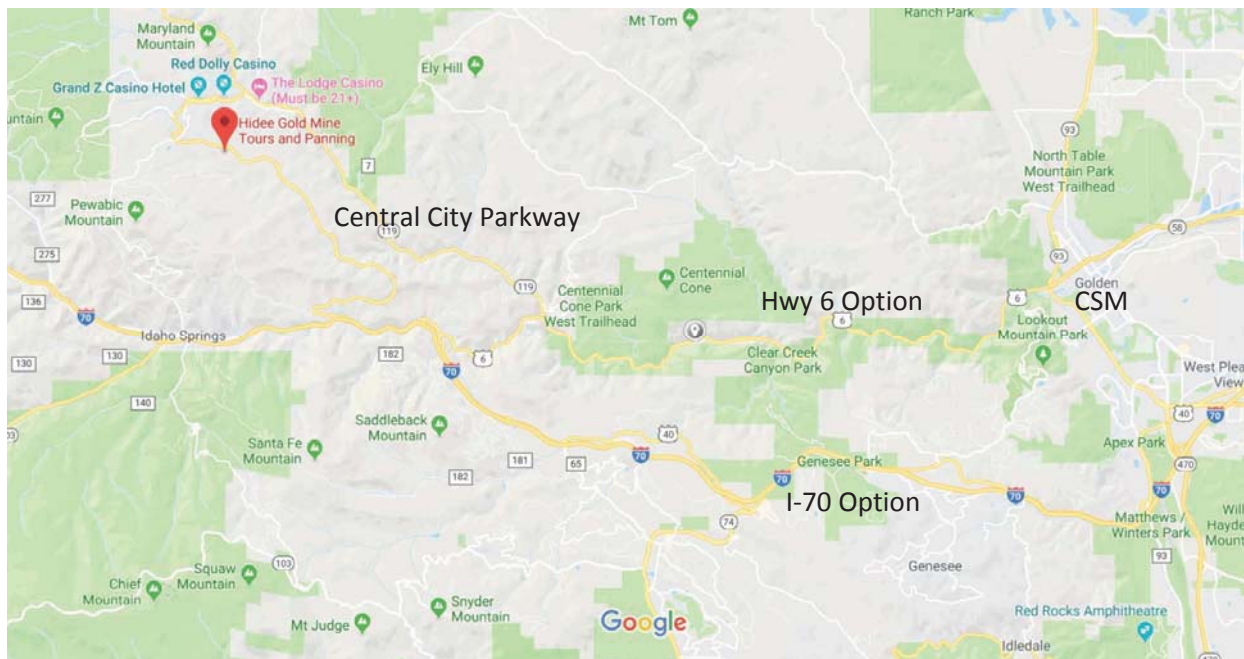 Maryland
Mountain
Mt Tom
Ranch Park
Red Dolly Casino
Ely Hill
Grand Z Casino Hotel
The Lodge Casino
(Must be 21+)
untain
Hidee Gold Mine
Tours and Panning
93
7
North Table
Mountain Park
West Trailhead
277
Pewabic
Mountain
Central City Parkway
119
58
93
275
119
Centennial
Cone
Golden
136
70
Centennial
Cone Park
West Trailhead
Hwy 6 Option
6
CSM
6
Idaho Springs
Lookout
Mountain Park
130
130
182
6
Clear Creek
Canyon Park
70
West Pleas
View
140
40
70
Saddleback
Mountain
40
Apex Park
Santa Fe
Mountain
181
65
70
Genesee Park
470
182
70
70
70
I-70 Option
Matthews /
Winters Park
Will
Hayde
Mount
74
93
103
Genesee
Squaw
Mountain
Chief
Mountain
Snyder
Mountain
Mt Judge
Google
Red Rocks Amphitheatre
Idledale